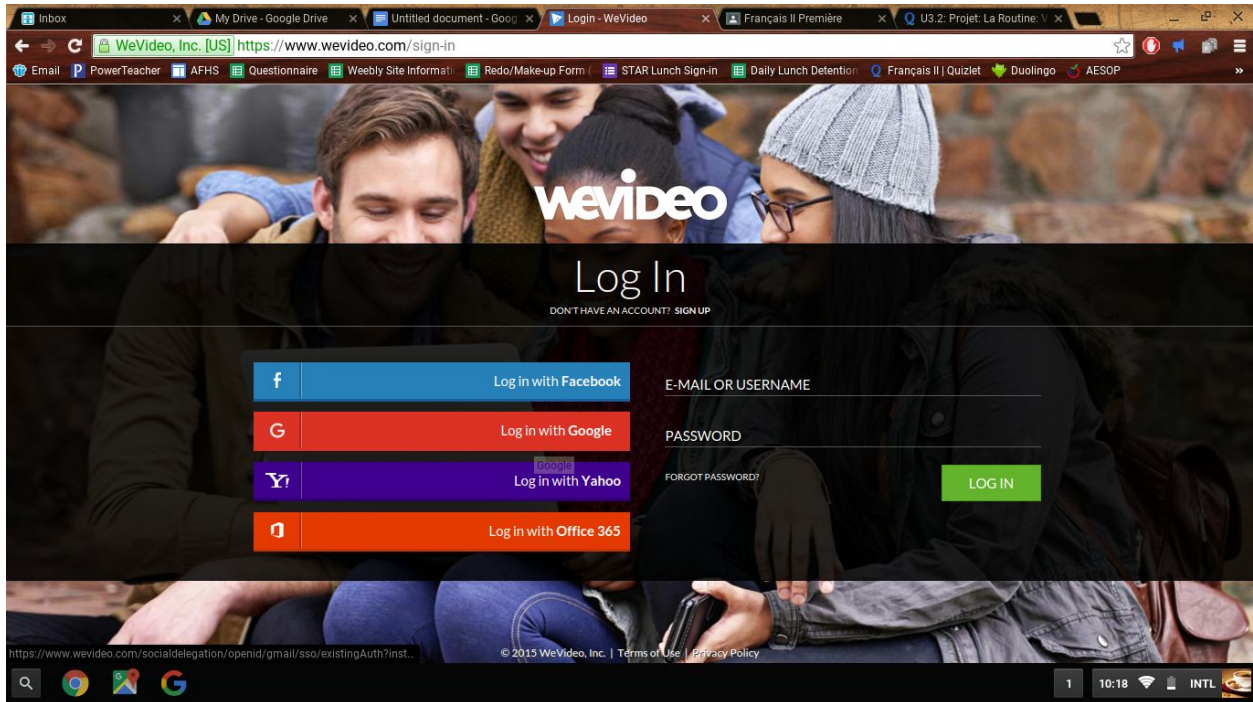 Inbox
My Drive - Google Drive
Untitled document - Goog
Login - WeVideo
Français II Première
U3.2: Projet: La Routine: V
WeVideo, Inc. [US] https://www.wevideo.com/sign-in
Email
PowerTeacher
AFHS
Questionnaire
Weebly Site Informati
Redo/Make-up Form (
STAR Lunch Sign-in
Daily Lunch Detention
Français II | Quizlet
Duolingo
AESOP
»
wevideo
Log In
DON'T HAVE AN ACCOUNT? SIGN UP
f Log in with Facebook
G Log in with Google
Google
Y! Log in with Yahoo
Log in with Office 365
E-MAIL OR USERNAME
PASSWORD
FORGOT PASSWORD?
LOG IN
https://www.wevideo.com/socialdelegation/openid/gmail/sso/existingAuth?inst...
© 2015 WeVideo, Inc. | Terms of Use | Privacy Policy
1 10:18 INTL